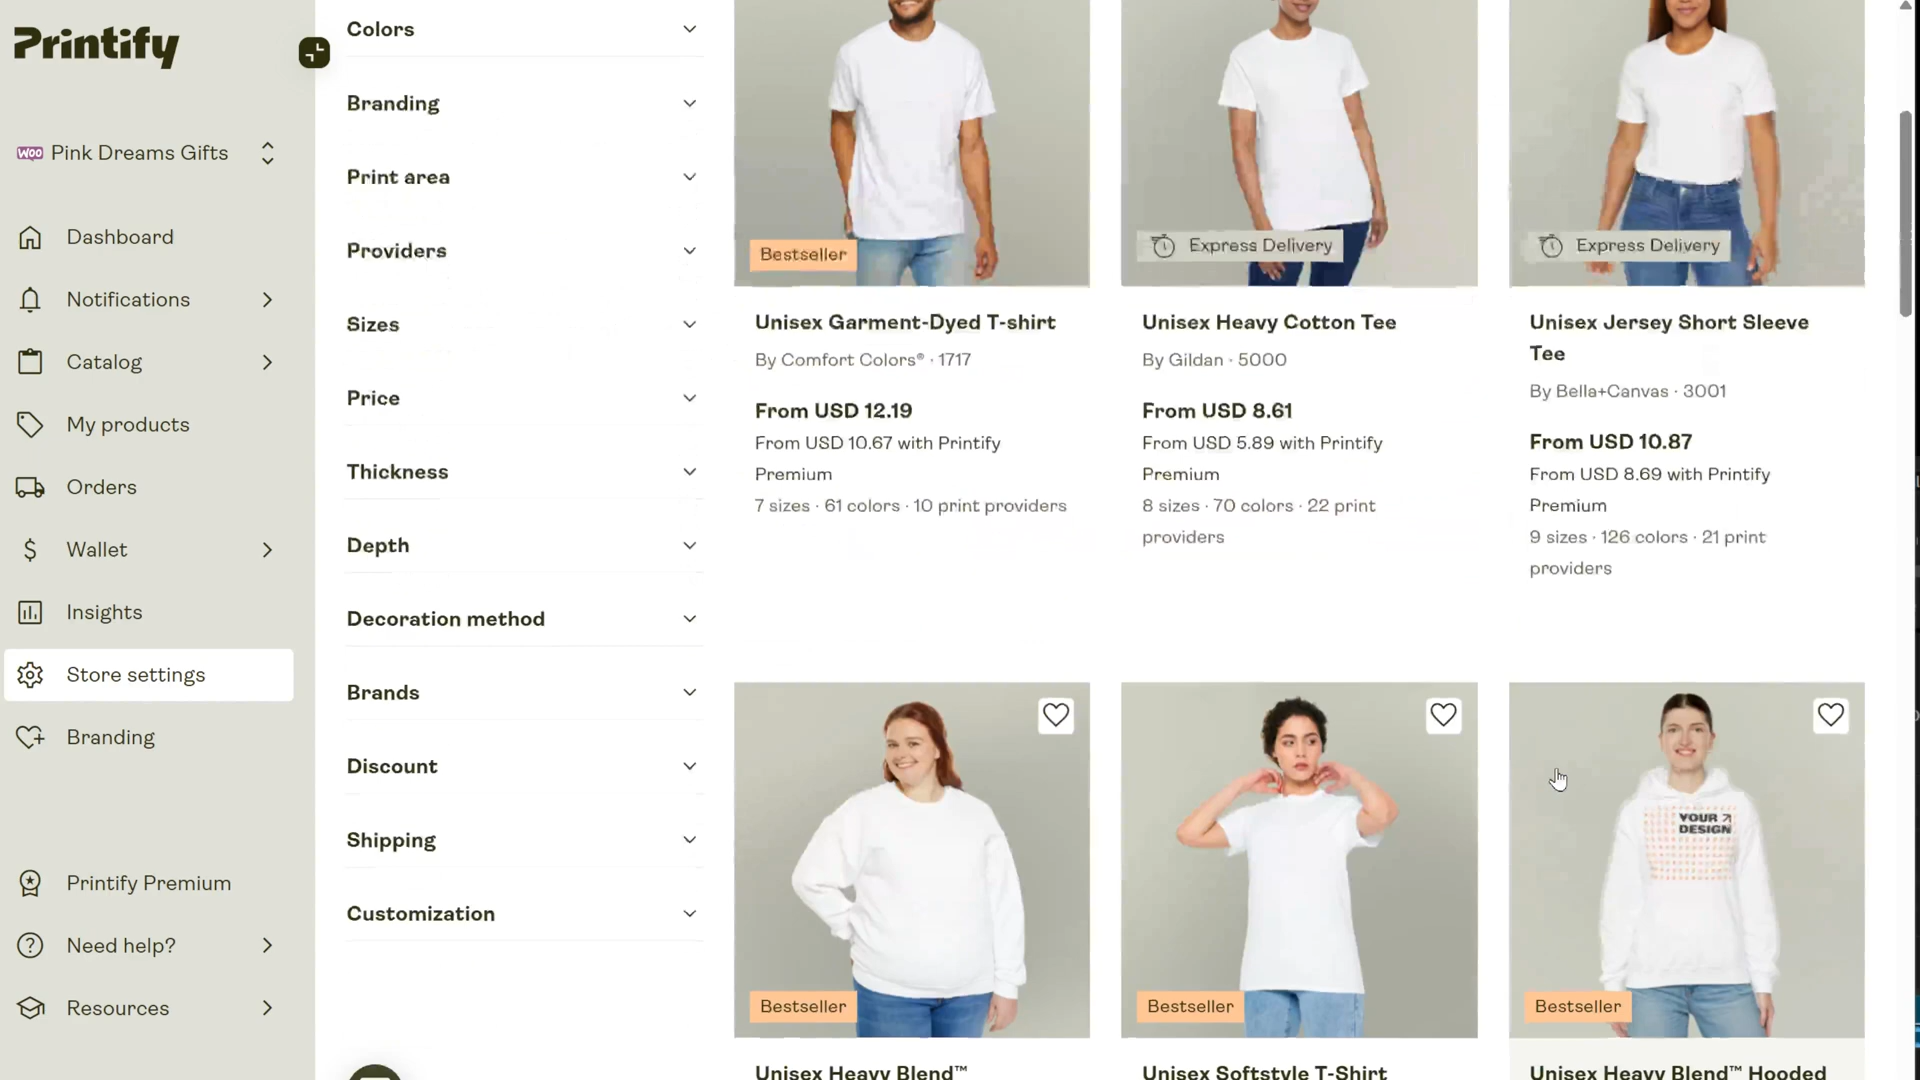 Printify
WOO Pink Dreams Gifts
Dashboard
Notifications
Catalog
My products
Orders
Wallet
Insights
Store settings
Branding
Printify Premium
Need help?
Resources
Colors
Branding
Print area
Providers
Sizes
Price
Thickness
Depth
Decoration method
Brands
Discount
Shipping
Customization
Bestseller
Unisex Garment-Dyed T-shirt
By Comfort Colors® · 1717
From USD 12.19
From USD 10.67 with Printify
Premium
7 sizes · 61 colors · 10 print providers
Express Delivery
Unisex Heavy Cotton Tee
By Gildan · 5000
From USD 8.61
From USD 5.89 with Printify
Premium
8 sizes · 70 colors · 22 print
providers
Express Delivery
Unisex Jersey Short Sleeve
Tee
By Bella+Canvas · 3001
From USD 10.87
From USD 8.69 with Printify
Premium
9 sizes · 126 colors · 21 print
providers
Bestseller
Unisex Heavy Blend™
Bestseller
Unisex Softstyle T-Shirt
YOUR
DESIGN
Bestseller
Unisex Heavy Blend™ Hooded